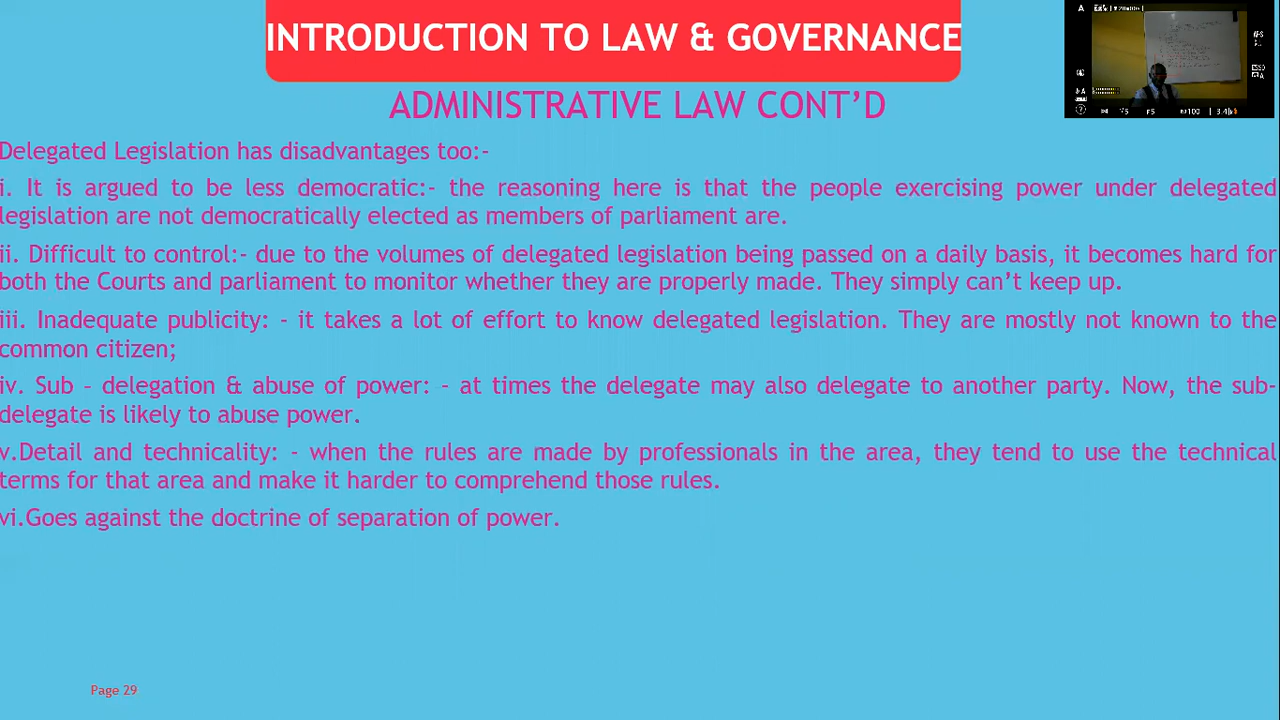 INTRODUCTION TO LAW & GOVERNANCE
ADMINISTRATIVE LAW CONT’D
Delegated Legislation has disadvantages too:-
i. It is argued to be less democratic:- the reasoning here is that the people exercising power under delegated
legislation are not democratically elected as members of parliament are.
ii. Difficult to control:- due to the volumes of delegated legislation being passed on a daily basis, it becomes hard for
both the Courts and parliament to monitor whether they are properly made. They simply can’t keep up.
iii. Inadequate publicity: - it takes a lot of effort to know delegated legislation. They are mostly not known to the
common citizen;
iv. Sub – delegation & abuse of power: – at times the delegate may also delegate to another party. Now, the sub-
delegate is likely to abuse power.
v.Detail and technicality: - when the rules are made by professionals in the area, they tend to use the technical
terms for that area and make it harder to comprehend those rules.
vi.Goes against the doctrine of separation of power.
Page 29